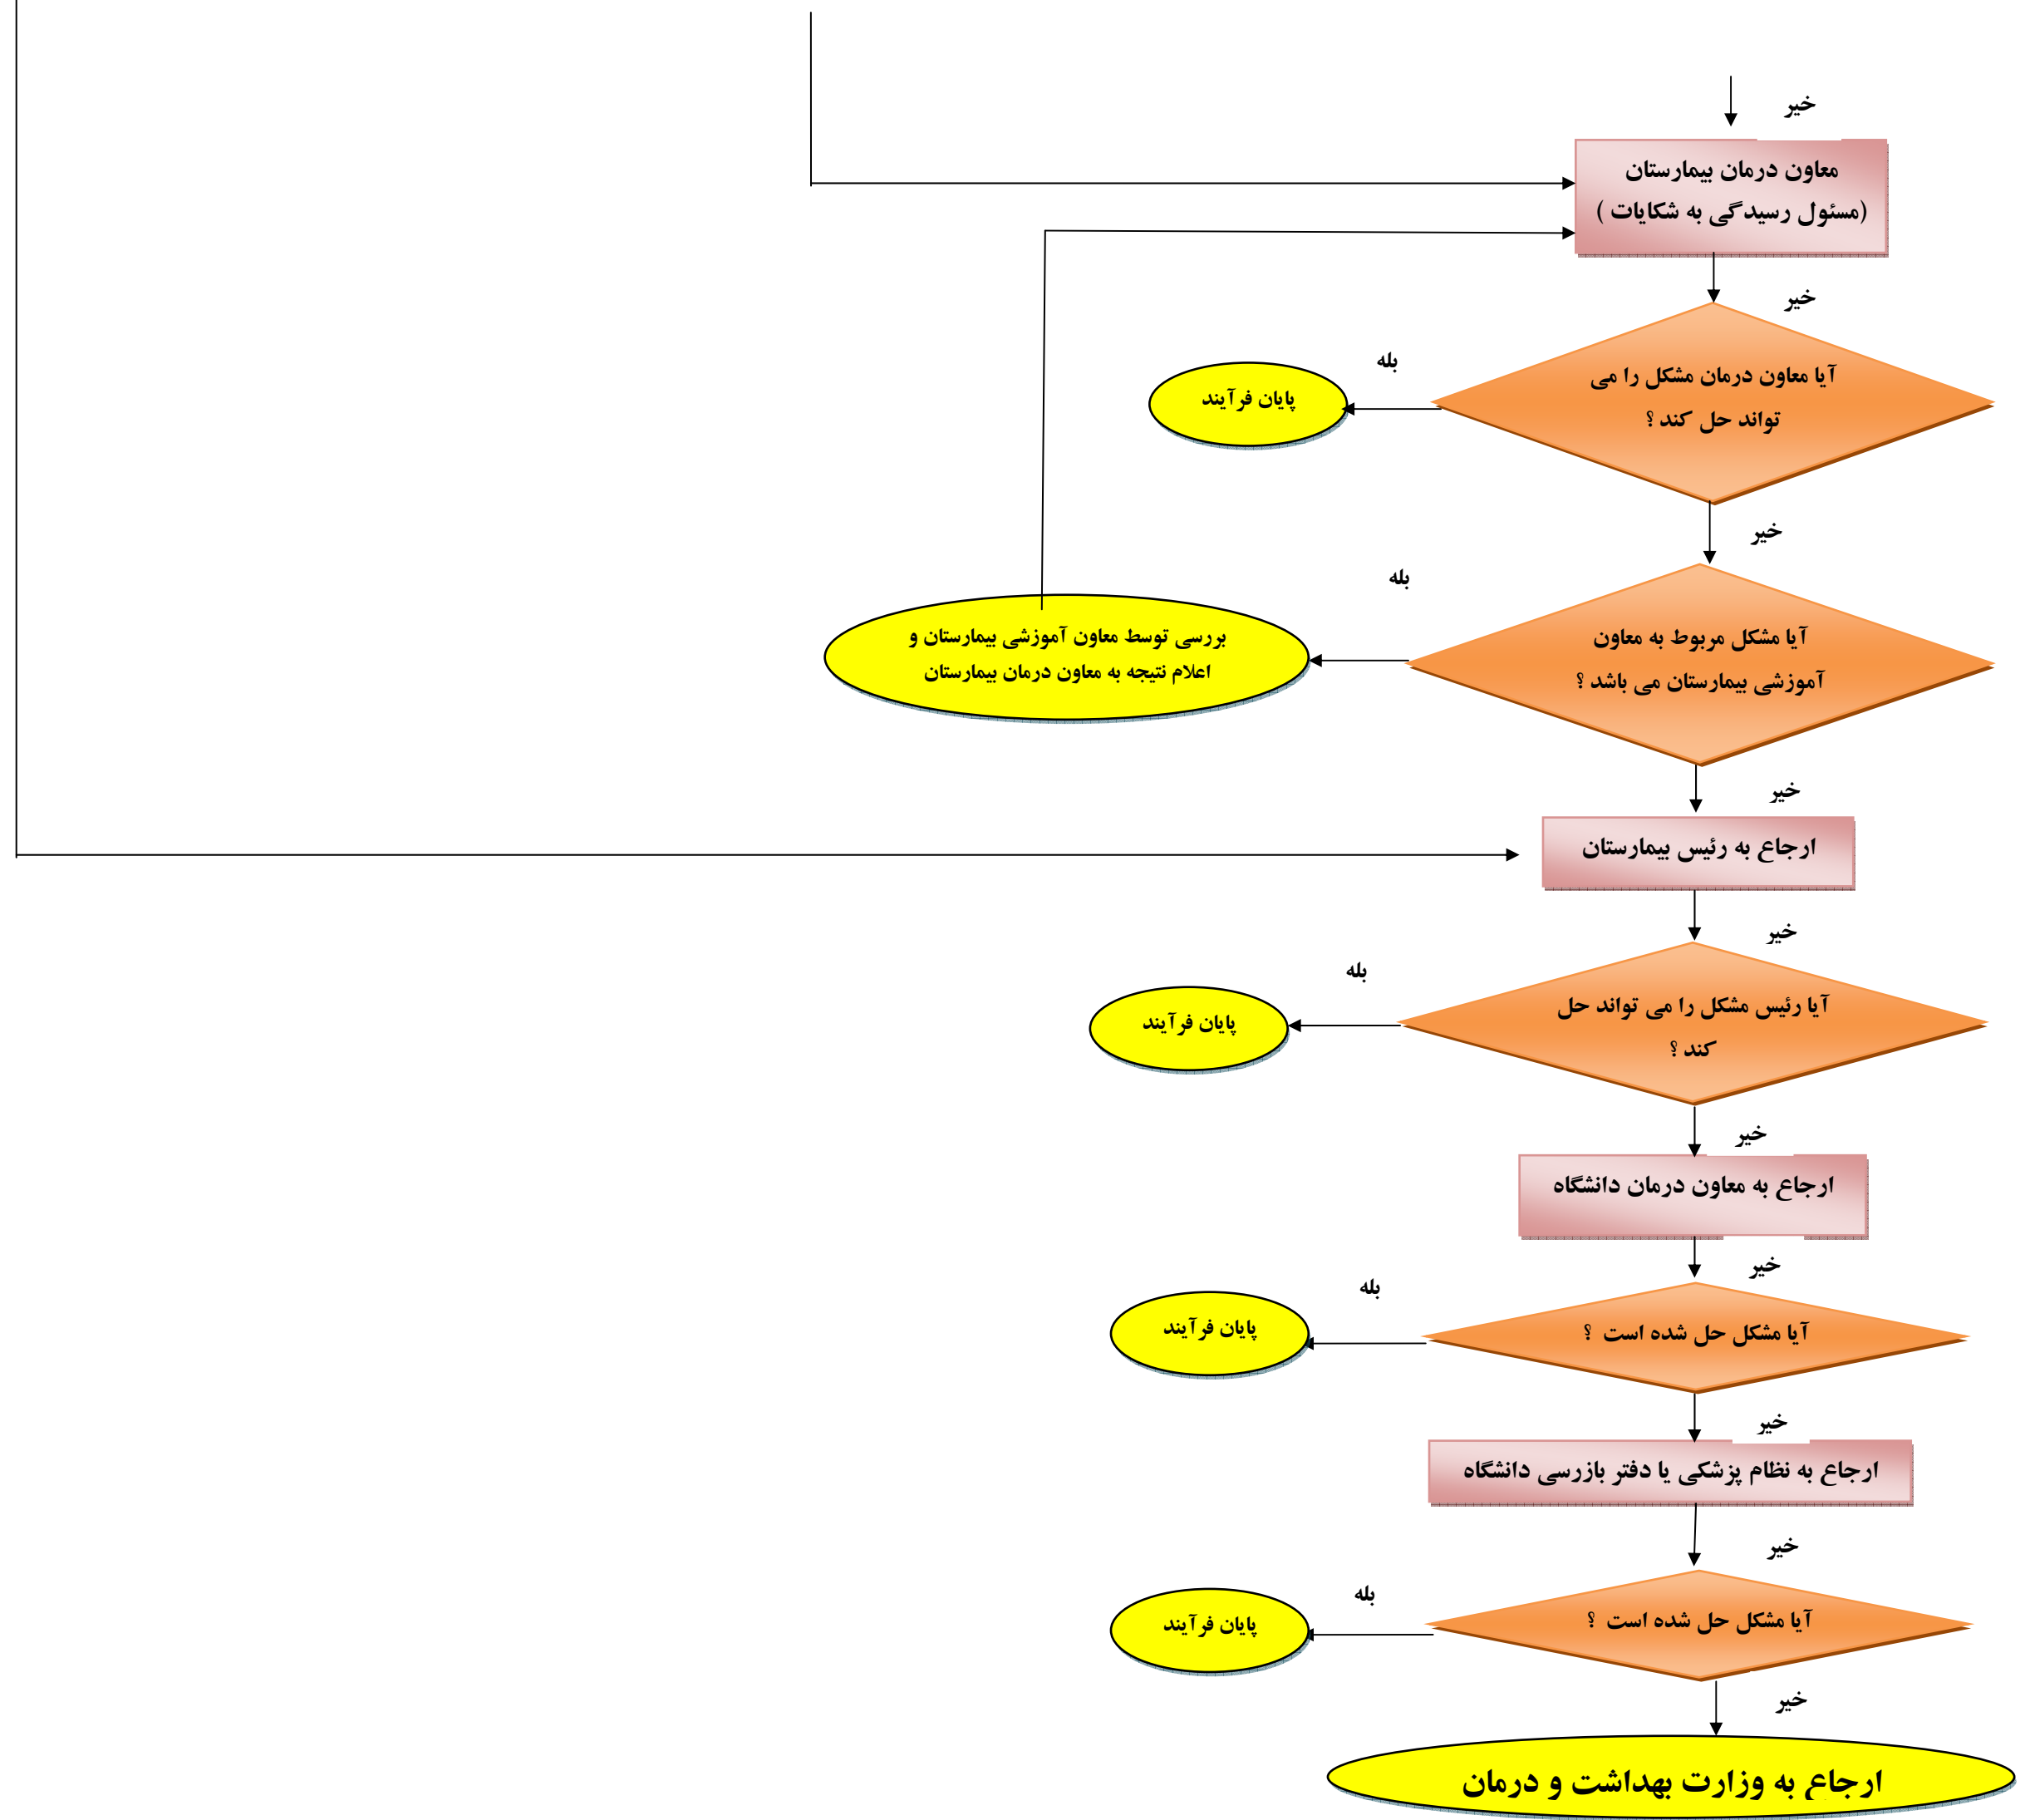 خیر
معاون درمان بیمارستان
(مسئول رسیدگی به شکایات )
خیر
بله
آیا معاون درمان مشکل را می
تواند حل کند ؟
پایان فرآیند
خیر
بله
آیا مشکل مربوط به معاون
آموزشی بیمارستان می باشد ؟
بررسی توسط معاون آموزشی بیمارستان و
اعلام نتیجه به معاون درمان بیمارستان
خیر
ارجاع به رئیس بیمارستان
خیر
بله
آیا رئیس مشکل را می تواند حل
کند ؟
پایان فرآیند
خیر
ارجاع به معاون درمان دانشگاه
خیر
بله
آیا مشکل حل شده است ؟
پایان فرآیند
خیر
ارجاع به نظام پزشکی یا دفتر بازرسی دانشگاه
خیر
بله
آیا مشکل حل شده است ؟
پایان فرآیند
خیر
ارجاع به وزارت بهداشت و درمان